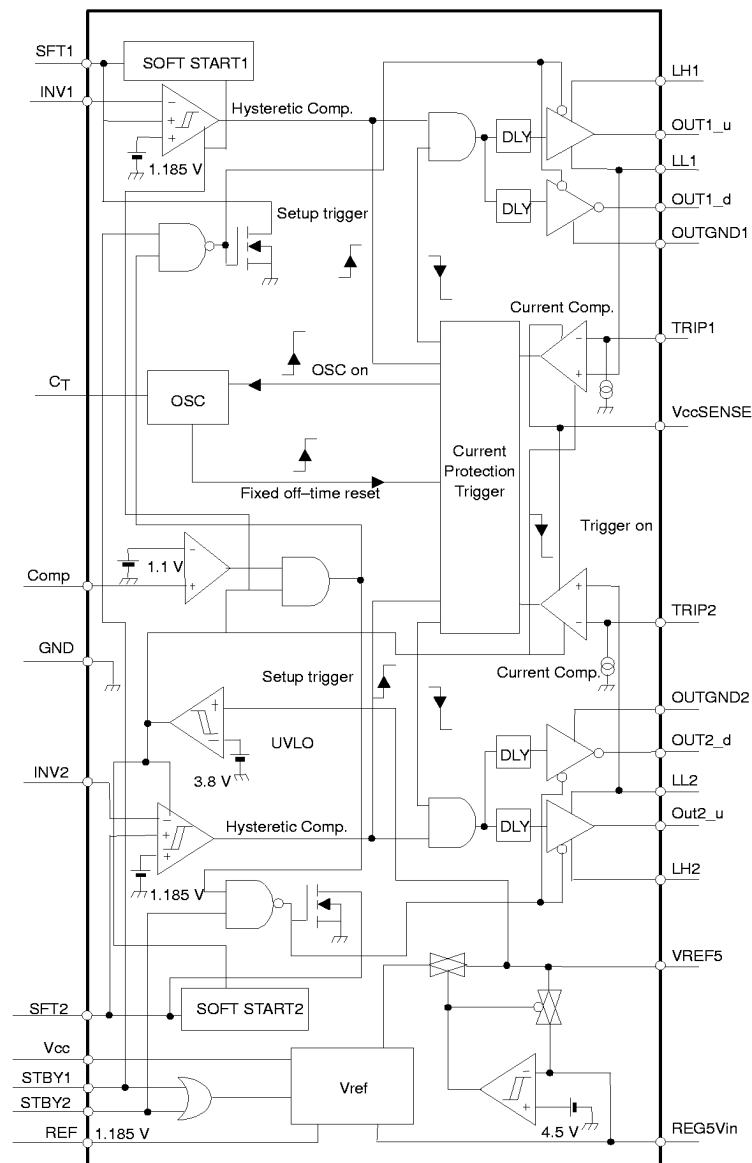 SFT1
SOFT START1
LH1
INV1
Hysteretic Comp.
OUT1_u
DLY
1.185 V
LL1
DLY
OUT1_d
Setup trigger
OUTGND1
Current Comp.
TRIP1
OSC on
CT
OSC
VccSENSE
Current
Protection
Trigger
Fixed off–time reset
Trigger on
1.1 V
Comp
TRIP2
GND
Setup trigger
Current Comp.
OUTGND2
UVLO
DLY
OUT2_d
INV2
3.8 V
LL2
Hysteretic Comp.
DLY
Out2_u
1.185 V
LH2
VREF5
SFT2
SOFT START2
Vcc
STBY1
Vref
STBY2
REF
1.185 V
4.5 V
REG5Vin